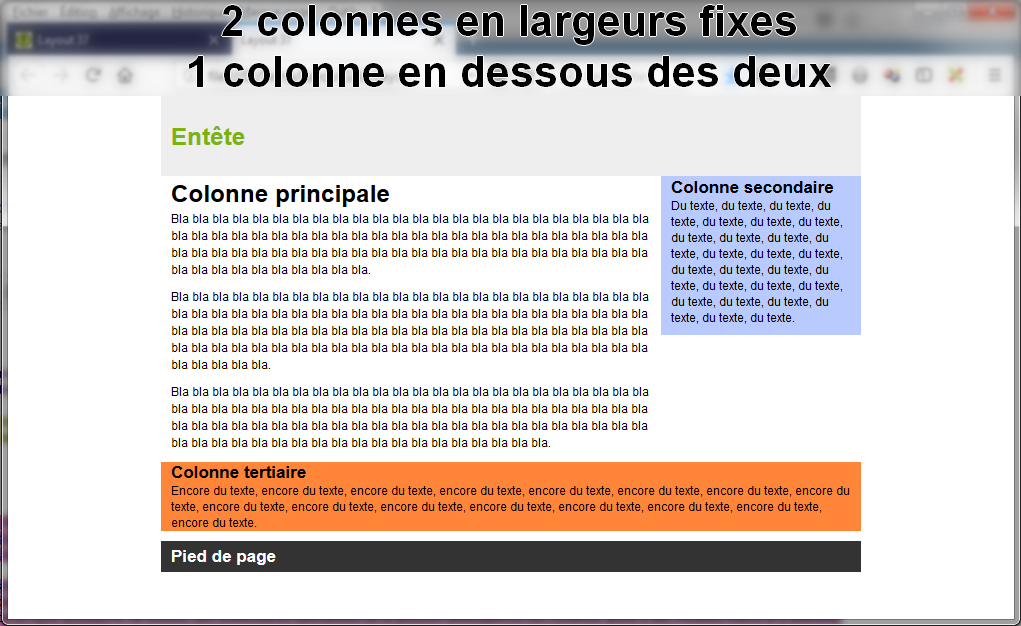 Layout 37
Layout 37
2 colonnes en largeurs fixes
1 colonne en dessous des deux
Entête
Colonne principale
Bla bla bla bla bla bla bla bla bla bla bla bla bla bla bla bla bla bla bla bla bla bla bla bla
bla bla bla bla bla bla bla bla bla bla bla bla bla bla bla bla bla bla bla bla bla bla bla bla
bla bla bla bla bla bla bla bla bla bla bla bla bla bla bla bla bla bla bla bla bla bla bla bla
bla bla bla bla bla bla bla bla bla bla.
Bla bla bla bla bla bla bla bla bla bla bla bla bla bla bla bla bla bla bla bla bla bla bla bla
bla bla bla bla bla bla bla bla bla bla bla bla bla bla bla bla bla bla bla bla bla bla bla bla
bla bla bla bla bla bla bla bla bla bla bla bla bla bla bla bla bla bla bla bla bla bla bla bla
bla bla bla bla bla bla bla bla bla bla bla bla bla bla bla bla bla bla bla bla bla bla bla bla
bla bla bla bla bla.
Bla bla bla bla bla bla bla bla bla bla bla bla bla bla bla bla bla bla bla bla bla bla bla bla
bla bla bla bla bla bla bla bla bla bla bla bla bla bla bla bla bla bla bla bla bla bla bla bla
bla bla bla bla bla bla bla bla bla bla bla bla bla bla bla bla bla bla bla bla bla bla bla bla
bla bla bla bla bla bla bla bla bla bla bla bla bla bla bla bla bla bla bla.
Colonne secondaire
Du texte, du texte, du texte, du
texte, du texte, du texte, du texte,
du texte, du texte, du texte, du
texte, du texte, du texte, du texte,
du texte, du texte, du texte, du
texte, du texte, du texte, du texte,
du texte, du texte, du texte, du
texte, du texte, du texte.
Colonne tertiaire
Encore du texte, encore du texte, encore du texte, encore du texte, encore du texte, encore du texte, encore du texte, encore du
texte, encore du texte, encore du texte, encore du texte, encore du texte, encore du texte, encore du texte, encore du texte,
encore du texte.
Pied de page